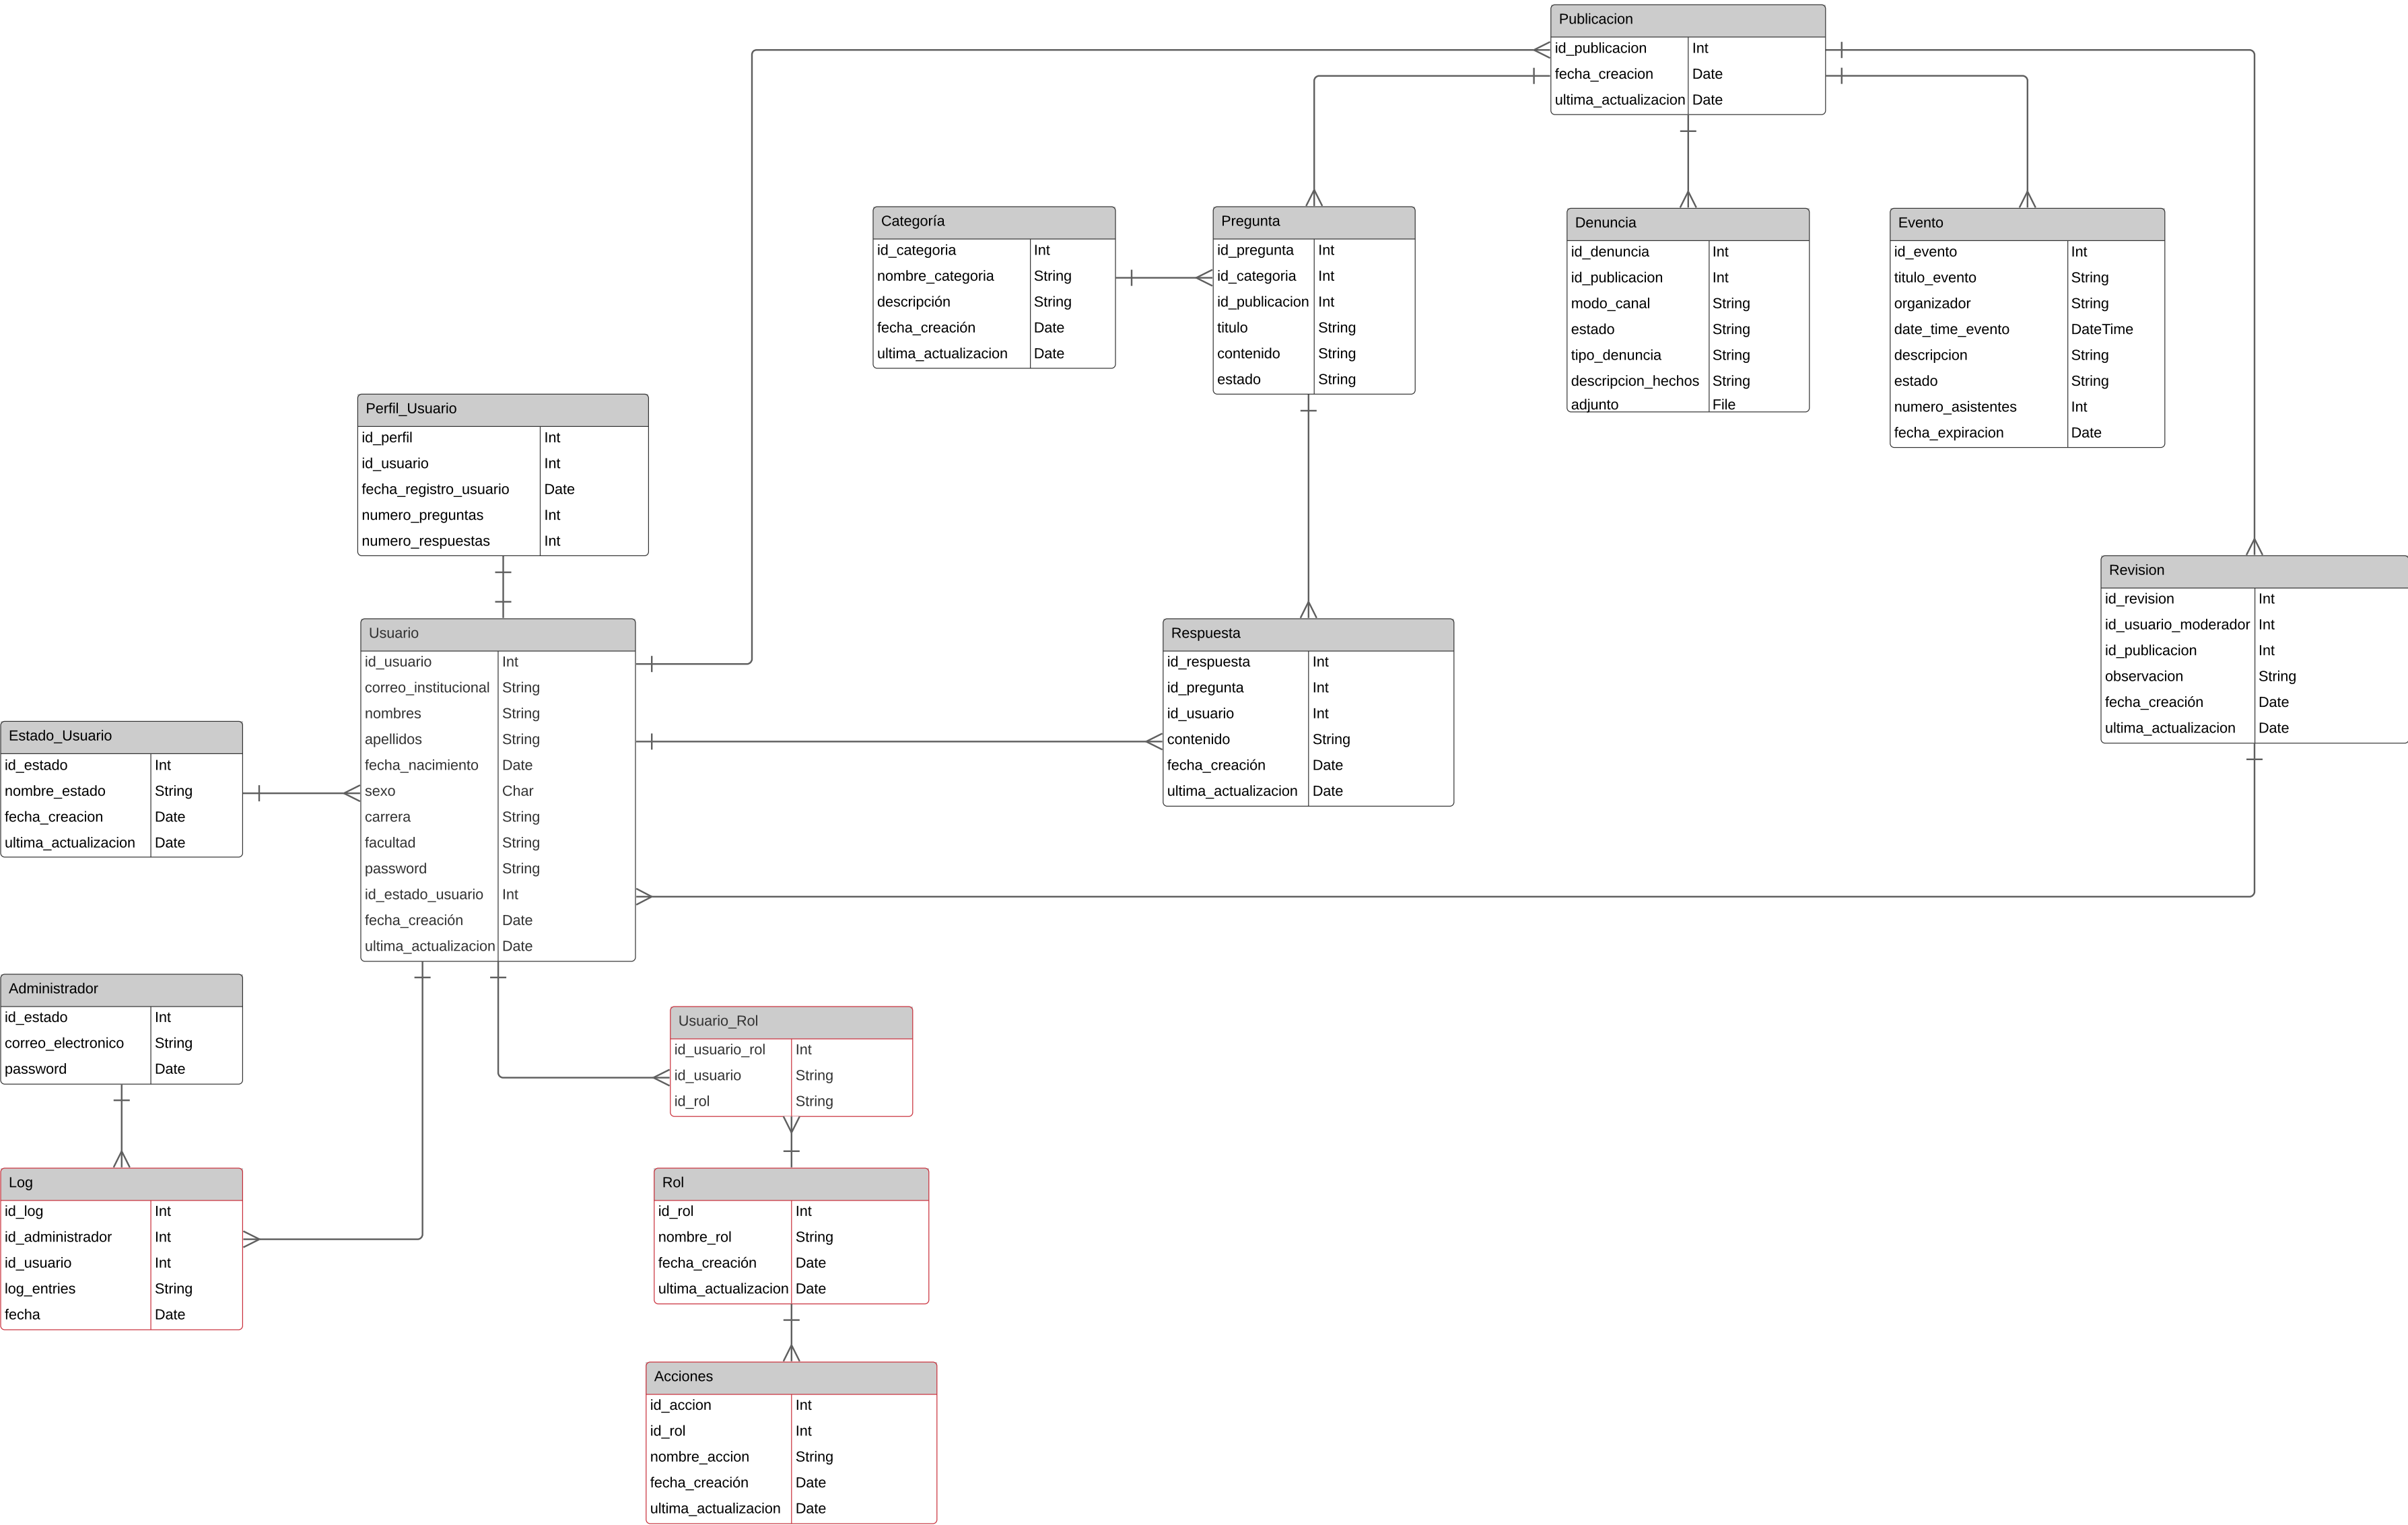 Publicacion
id_publicacion Int
fecha_creacion Date
ultima_actualizacion Date
Categoría
id_categoria Int
nombre_categoria String
descripción String
fecha_creación Date
ultima_actualizacion Date
Pregunta
id_pregunta Int
id_categoria Int
id_publicacion Int
titulo String
contenido String
estado String
Denuncia
id_denuncia Int
id_publicacion Int
modo_canal String
estado String
tipo_denuncia String
descripcion_hechos String
adjunto File
Evento
id_evento Int
titulo_evento String
organizador String
date_time_evento DateTime
descripcion String
estado String
numero_asistentes Int
fecha_expiracion Date
Perfil_Usuario
id_perfil Int
id_usuario Int
fecha_registro_usuario Date
numero_preguntas Int
numero_respuestas Int
Revision
id_revision Int
id_usuario_moderador Int
id_publicacion Int
observacion String
fecha_creación Date
ultima_actualizacion Date
Usuario
id_usuario Int
correo_institucional String
nombres String
apellidos String
fecha_nacimiento Date
sexo Char
carrera String
facultad String
password String
id_estado_usuario Int
fecha_creación Date
ultima_actualizacion Date
Respuesta
id_respuesta Int
id_pregunta Int
id_usuario Int
contenido String
fecha_creación Date
ultima_actualizacion Date
Estado_Usuario
id_estado Int
nombre_estado String
fecha_creacion Date
ultima_actualizacion Date
Administrador
id_estado Int
correo_electronico String
password Date
Usuario_Rol
id_usuario_rol Int
id_usuario String
id_rol String
Log
id_log Int
id_administrador Int
id_usuario Int
log_entries String
fecha Date
Rol
id_rol Int
nombre_rol String
fecha_creación Date
ultima_actualizacion Date
Acciones
id_accion Int
id_rol Int
nombre_accion String
fecha_creación Date
ultima_actualizacion Date